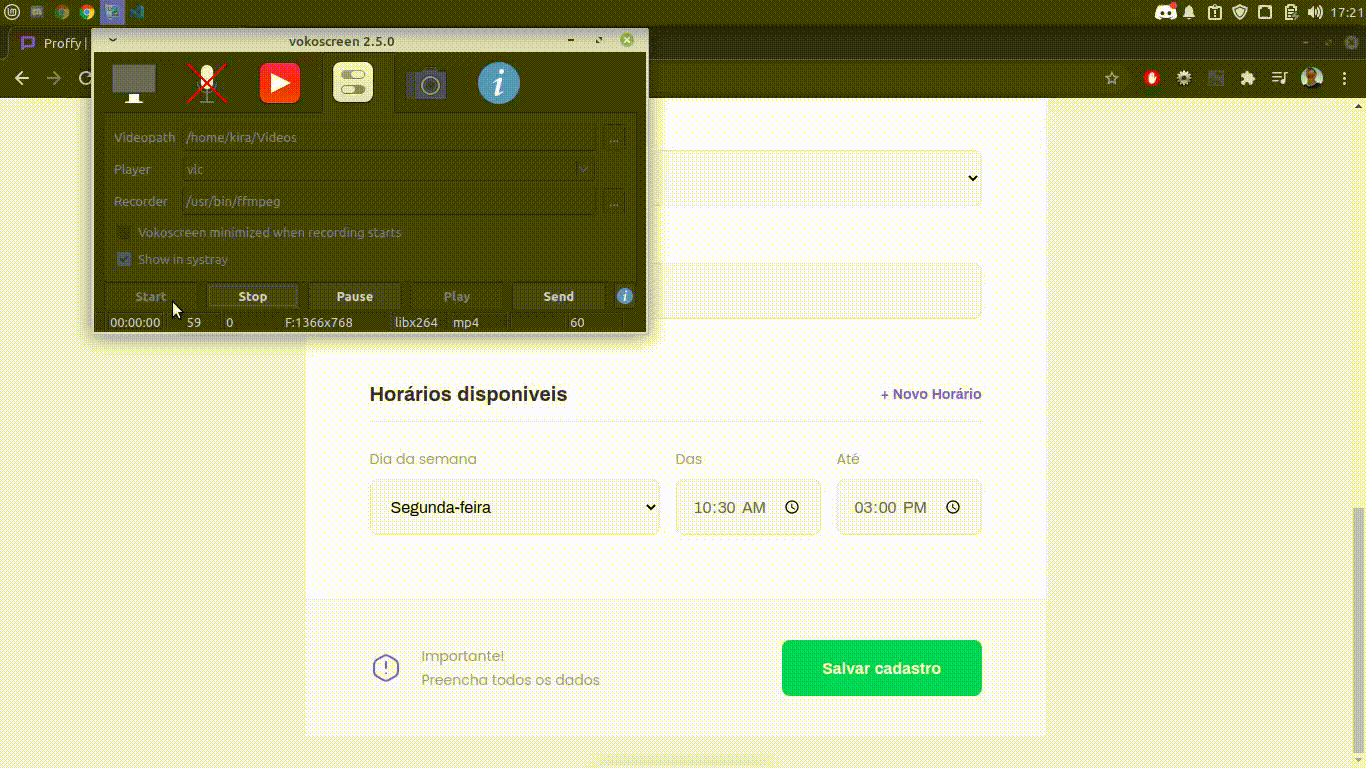 17:21
Proffy |
vokoscreen 2.5.0
Videopath /home/kira/Videos ...
Player vlc
Recorder /usr/bin/ffmpeg ...
Vokoscreen minimized when recording starts
Show in systray
Start Stop Pause Play Send
00:00:00 59 0 F:1366x768 libx264 mp4 60
Horários disponiveis + Novo Horário
Dia da semana Das Até
Segunda-feira 10:30 AM 03:00 PM
Importante!
Preencha todos os dados
Salvar cadastro